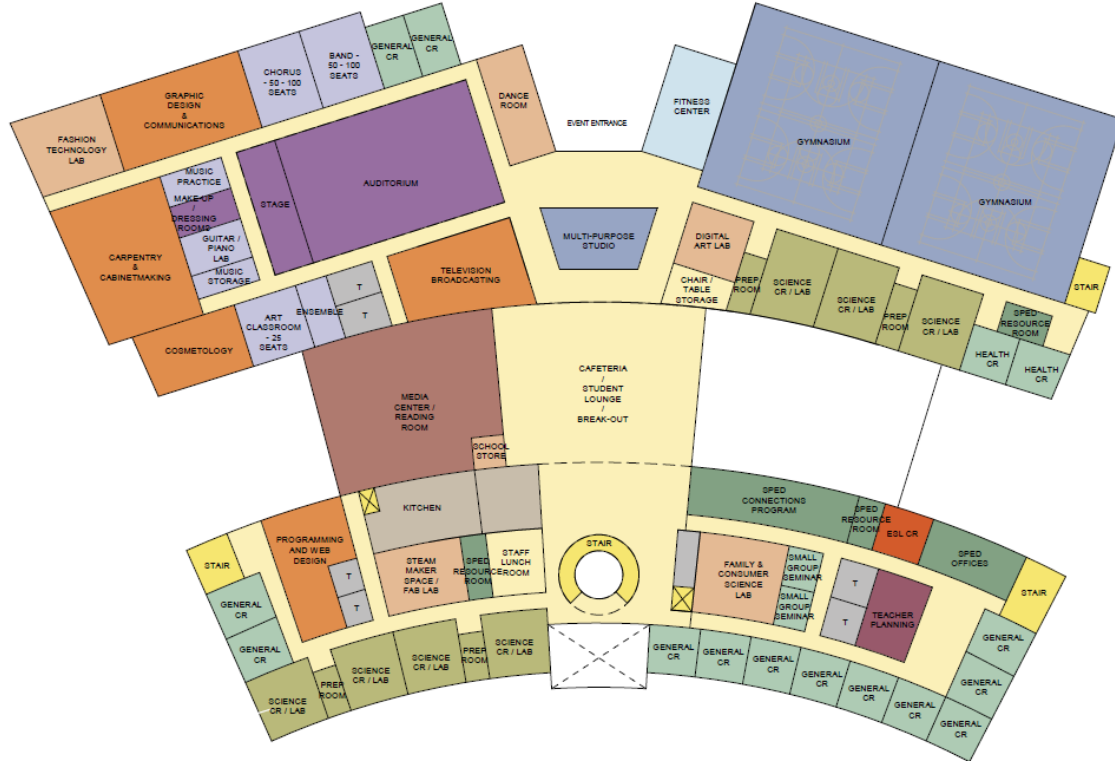 GENERAL
CR
GENERAL
CR
BAND -
50 - 100
SEATS
CHORUS
- 50 - 100
SEATS
GRAPHIC
DESIGN
&
COMMUNICATIONS
FASHION
TECHNOLOGY
LAB
DANCE
ROOM
EVENT ENTRANCE
FITNESS
CENTER
GYMNASIUM
GYMNASIUM
MUSIC
PRACTICE
MAKE-UP
/
DRESSING
ROOMS
GUITAR /
PIANO
LAB
MUSIC
STORAGE
STAGE
AUDITORIUM
CARPENTRY
&
CABINETMAKING
MULTI-PURPOSE
STUDIO
DIGITAL
ART LAB
CHAIR /
TABLE
STORAGE
PREP
ROOM
SCIENCE
CR / LAB
SCIENCE
CR / LAB
PREP
ROOM
SCIENCE
CR / LAB
SPED
RESOURCE
ROOM
STAIR
HEALTH
CR
HEALTH
CR
TELEVISION
BROADCASTING
T
T
ENSEMBLE
ART
CLASSROOM
- 25
SEATS
COSMETOLOGY
MEDIA
CENTER /
READING
ROOM
SCHOOL
STORE
CAFETERIA
/
STUDENT
LOUNGE
/
BREAK-OUT
KITCHEN
SPED
CONNECTIONS
PROGRAM
SPED
RESOURCE
ROOM
ESL CR
SPED
OFFICES
STAIR
STAIR
PROGRAMMING
AND WEB
DESIGN
T
T
STEAM
MAKER
SPACE /
FAB LAB
SPED
RESOURCE
ROOM
STAFF
LUNCH
ROOM
STAIR
FAMILY &
CONSUMER
SCIENCE
LAB
SMALL
GROUP
SEMINAR
SMALL
GROUP
SEMINAR
T
T
TEACHER
PLANNING
GENERAL
CR
GENERAL
CR
SCIENCE
CR / LAB
PREP
ROOM
SCIENCE
CR / LAB
SCIENCE
CR / LAB
PREP
ROOM
SCIENCE
CR / LAB
GENERAL
CR
GENERAL
CR
GENERAL
CR
GENERAL
CR
GENERAL
CR
GENERAL
CR
GENERAL
CR
GENERAL
CR
GENERAL
CR